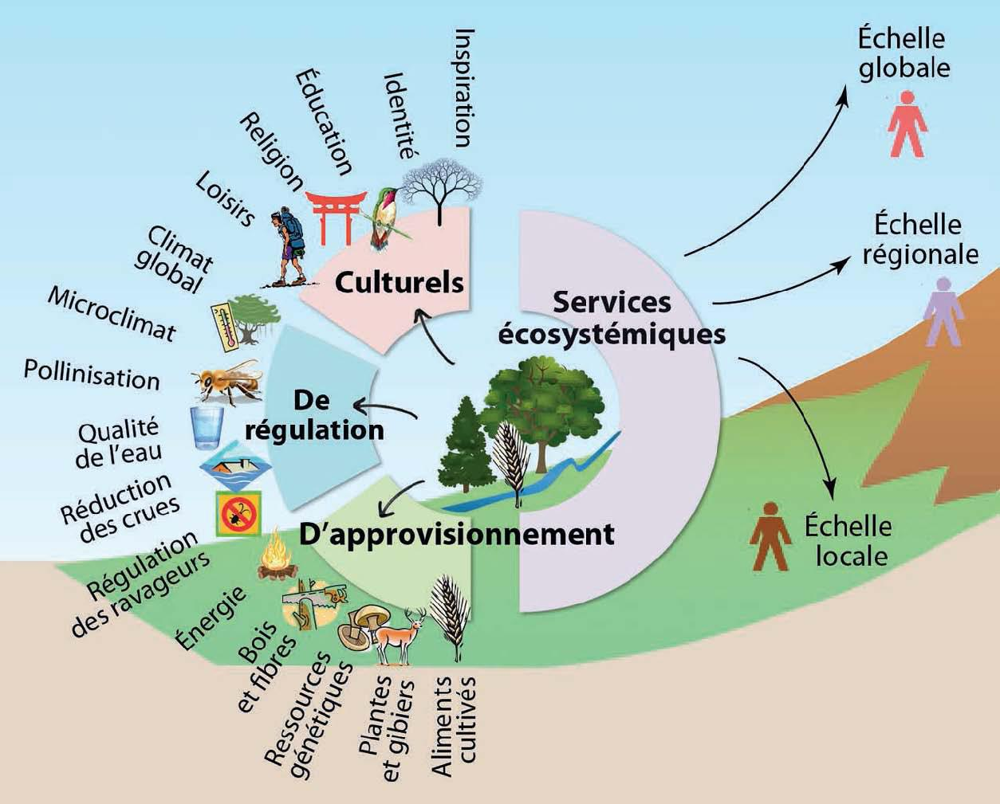 Inspiration
Identité
Éducation
Religion
Loisirs
Climat
global
Microclimat
Pollinisation
Qualité
de l’eau
Réduction
des crues
Régulation
des ravageurs
Énergie
Bois
et fibres
Ressources
génétiques
Plantes
et gibiers
Aliments
cultivés
Culturels
De
régulation
D’approvisionnement
Services
écosystémiques
Échelle
globale
Échelle
régionale
Échelle
locale